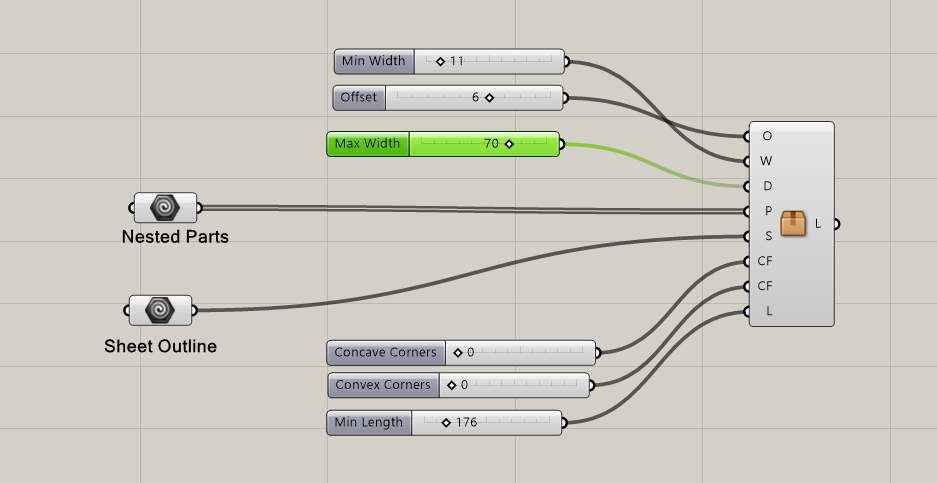 Min Width 11
Offset 6
Max Width 70
O
W
D
P
S
CF
CF
L
L
Nested Parts
Sheet Outline
Concave Corners 0
Convex Corners 0
Min Length 176